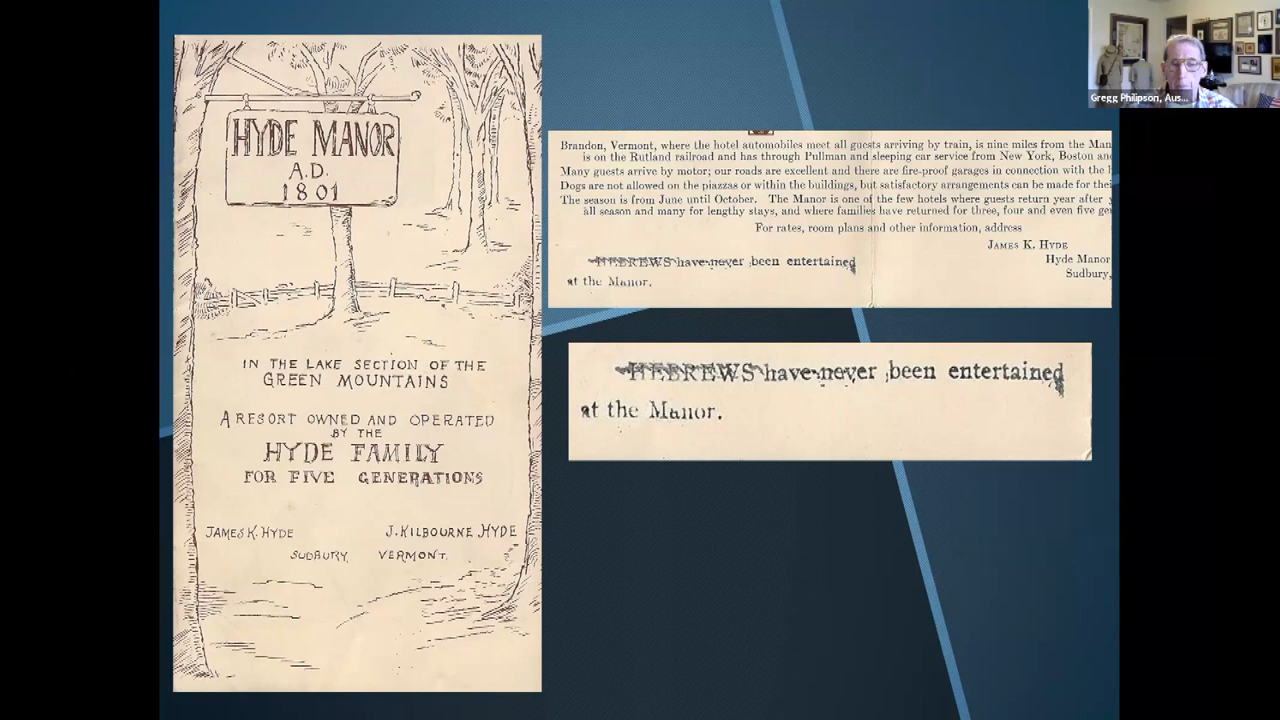 HYDE MANOR
A.D.
1801
IN THE LAKE SECTION OF THE
GREEN MOUNTAINS
A RESORT OWNED AND OPERATED
BY THE
HYDE FAMILY
FOR FIVE GENERATIONS
JAMES K. HYDE J. KILBOURNE HYDE
SUDBURY, VERMONT.
Brandon, Vermont, where the hotel automobiles meet all guests arriving by train, is nine miles from the Man
is on the Rutland railroad and has through Pullman and sleeping car service from New York, Boston and
Many guests arrive by motor; our roads are excellent and there are fire-proof garages in connection with the h
Dogs are not allowed on the piazzas or within the buildings, but satisfactory arrangements can be made for thei
The season is from June until October. The Manor is one of the few hotels where guests return year after y
all season and many for lengthy stays, and where families have returned for three, four and even five gen
For rates, room plans and other information, address
JAMES K. HYDE
Hyde Manor
Sudbury,
HEBREWS have never been entertained
at the Manor.
HEBREWS have never been entertained
at the Manor.
Gregg Philipson, Aus...